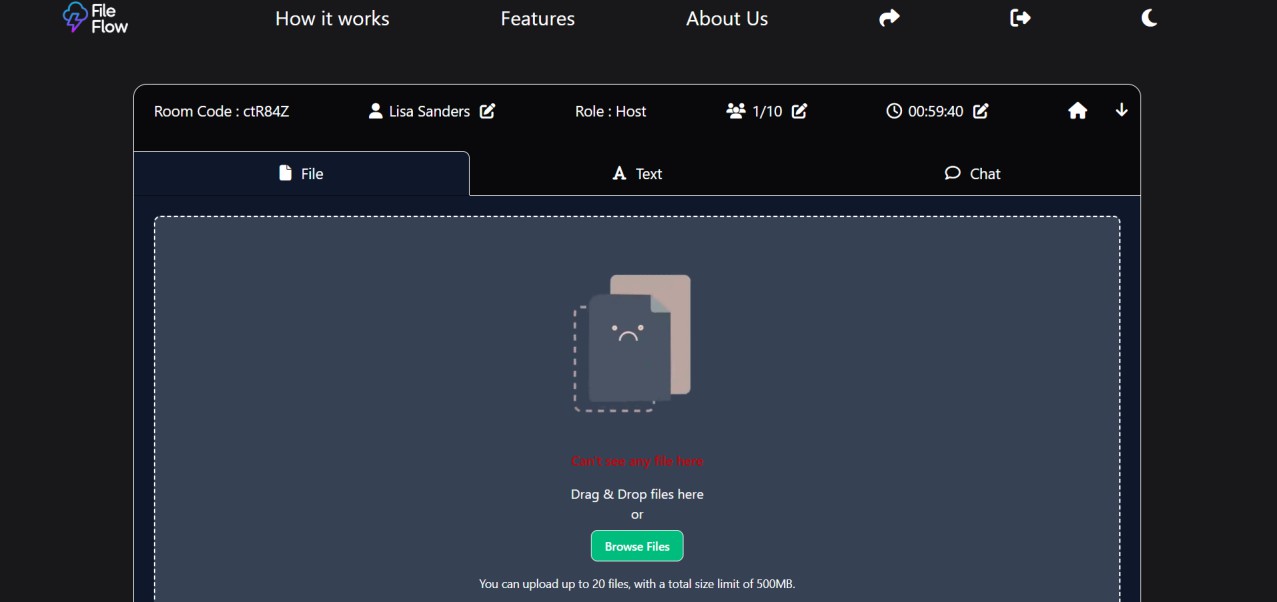 File
Flow
How it works
Features
About Us
Room Code : ctR84Z
Lisa Sanders
Role : Host
1/10
00:59:40
File
Text
Chat
Can't see any file here
Drag & Drop files here
or
Browse Files
You can upload up to 20 files, with a total size limit of 500MB.